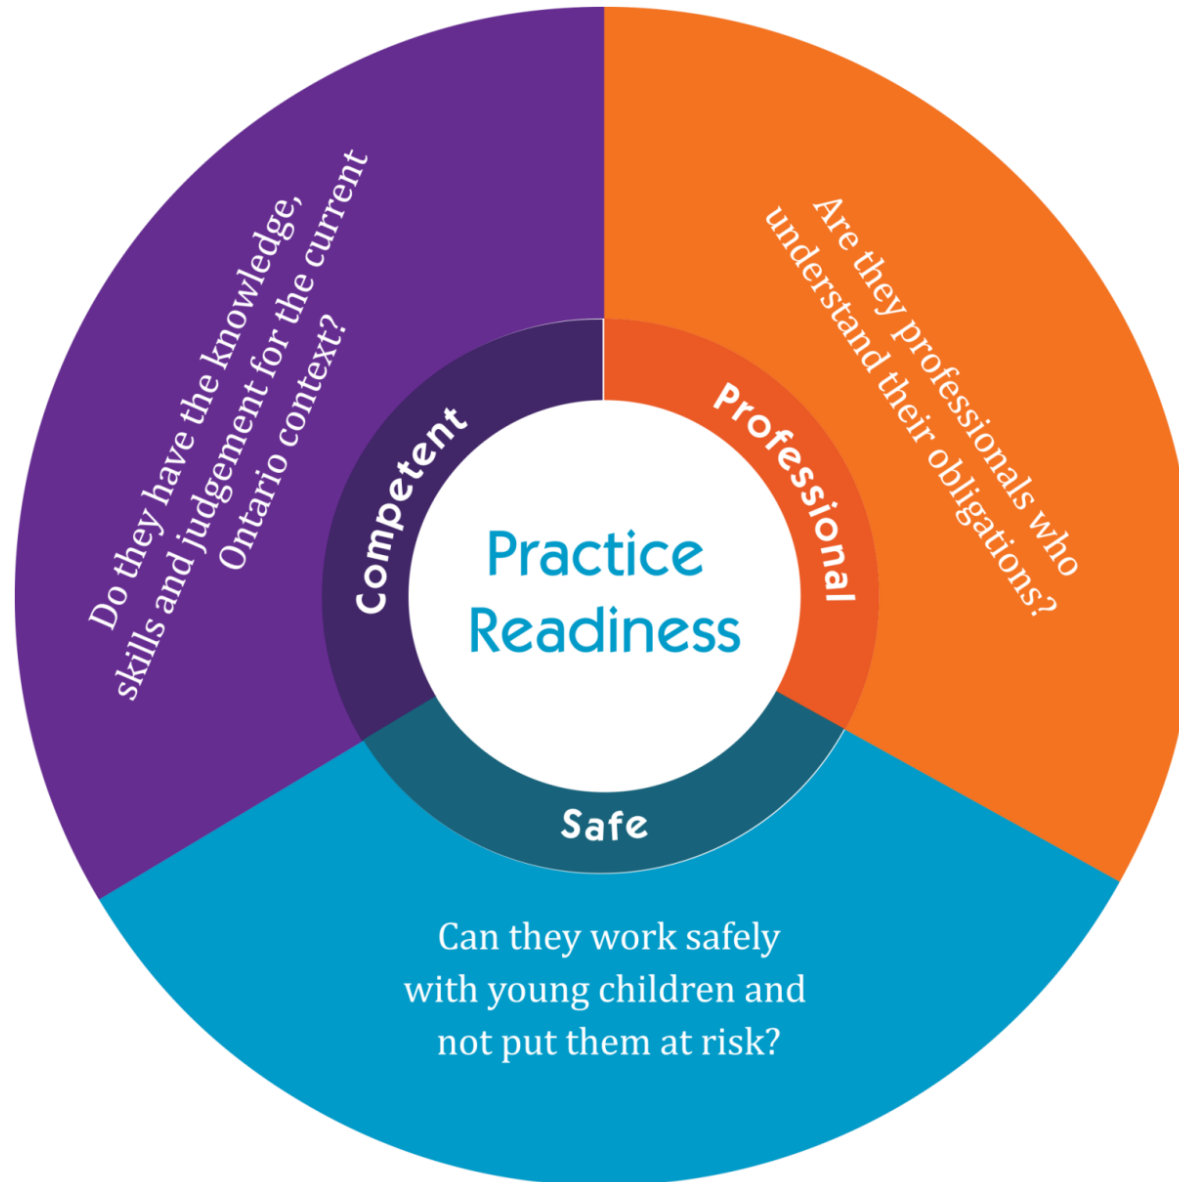 Practice
Readiness
Competent
Do they have the knowledge,
skills and judgement for the current
Ontario context?
Professional
Are they professionals who
understand their obligations?
Safe
Can they work safely
with young children and
not put them at risk?